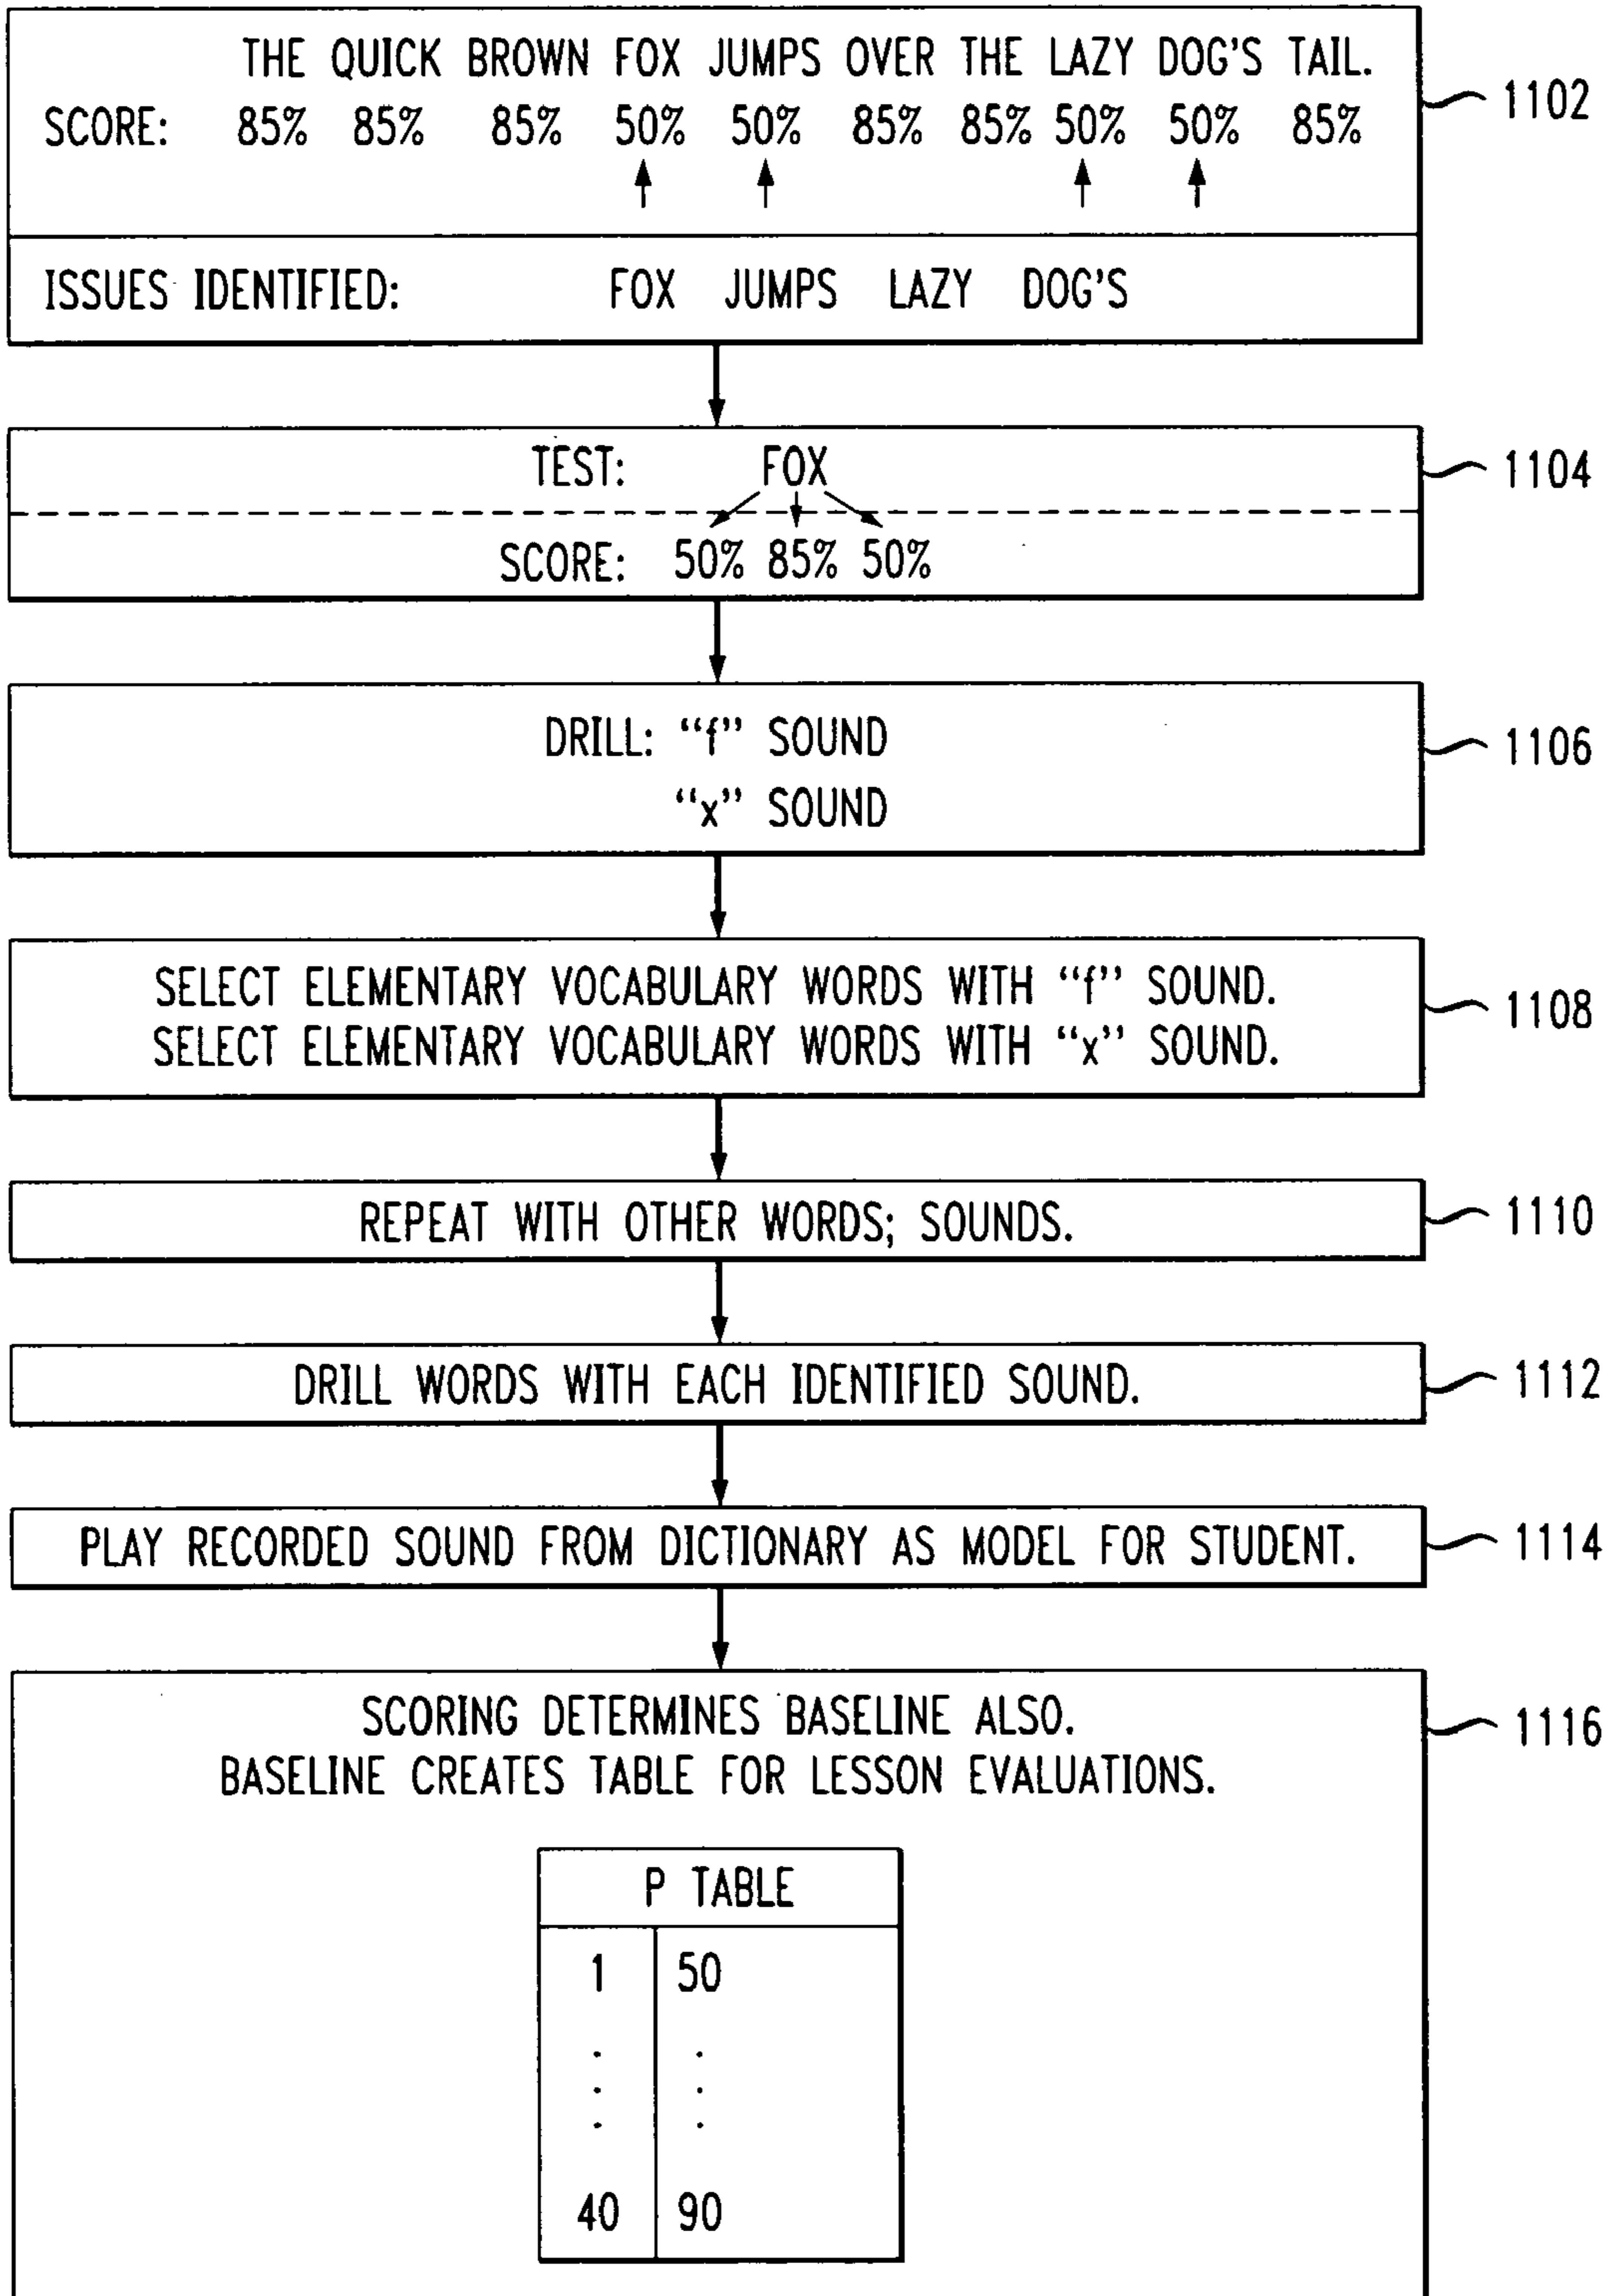 THE QUICK BROWN FOX JUMPS OVER THE LAZY DOG'S TAIL.
SCORE: 85% 85% 85% 50% 50% 85% 85% 50% 50% 85%
1102
ISSUES IDENTIFIED: FOX JUMPS LAZY DOG'S
TEST: FOX
1104
SCORE: 50% 85% 50%
DRILL: “f” SOUND
“x” SOUND
1106
SELECT ELEMENTARY VOCABULARY WORDS WITH “f” SOUND.
SELECT ELEMENTARY VOCABULARY WORDS WITH “x” SOUND.
1108
REPEAT WITH OTHER WORDS; SOUNDS.
1110
DRILL WORDS WITH EACH IDENTIFIED SOUND.
1112
PLAY RECORDED SOUND FROM DICTIONARY AS MODEL FOR STUDENT.
1114
SCORING DETERMINES BASELINE ALSO.
1116
BASELINE CREATES TABLE FOR LESSON EVALUATIONS.
P TABLE
1 50
. .
. .
. .
40 90